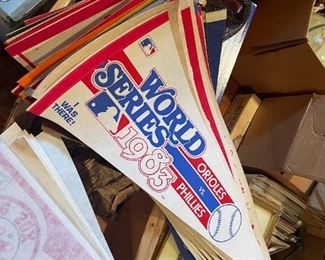 I WAS
THERE!
WORLD
SERIES
1983
ORIOLES
VS.
PHILLIES